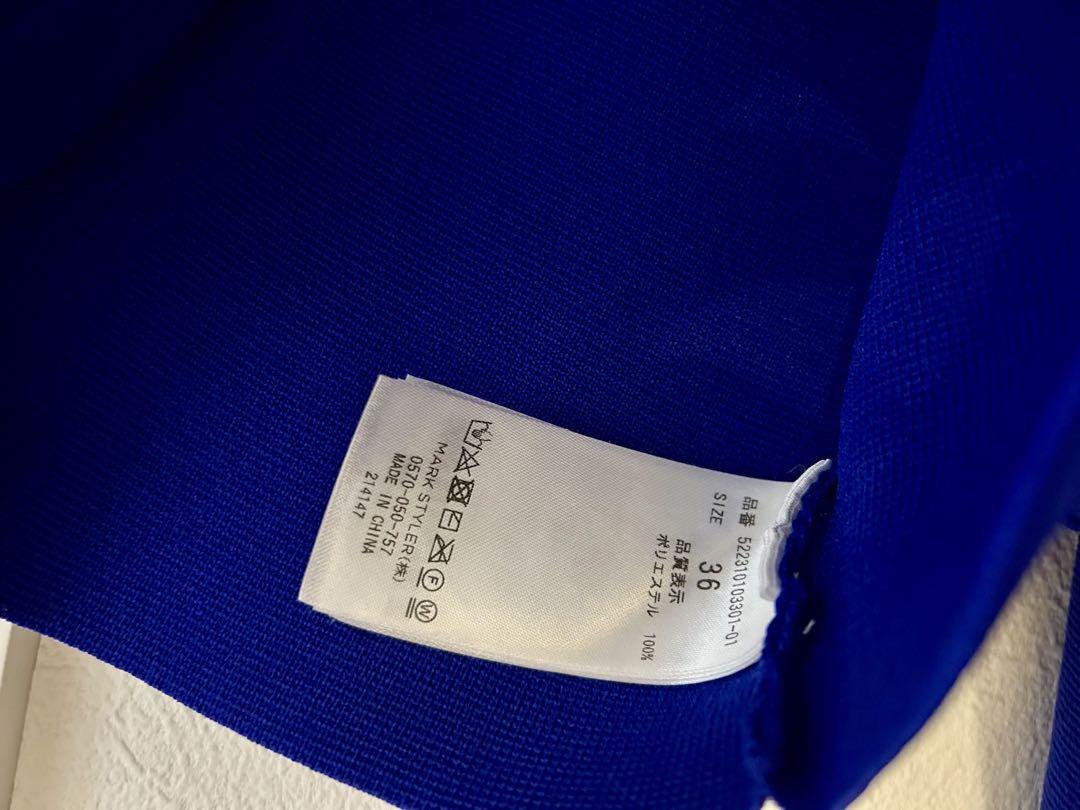 品番 522310103301-01
SIZE 36
品質表示
ポリエステル 100%
F W
MARK STYLER(株)
0570-050-757
MADE IN CHINA
214147